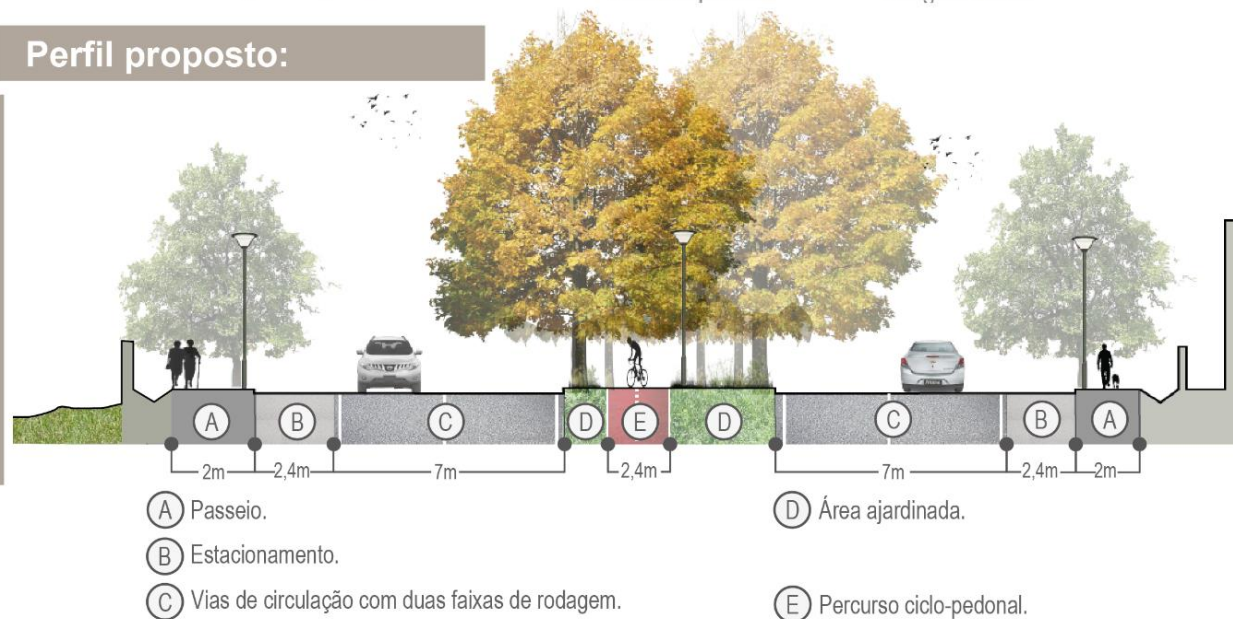 Perfil proposto:
A B C D E D C B A
2m 2,4m 7m 2,4m 7m 2,4m 2m
A Passeio.
B Estacionamento.
C Vias de circulação com duas faixas de rodagem.
D Área ajardinada.
E Percurso ciclo-pedonal.